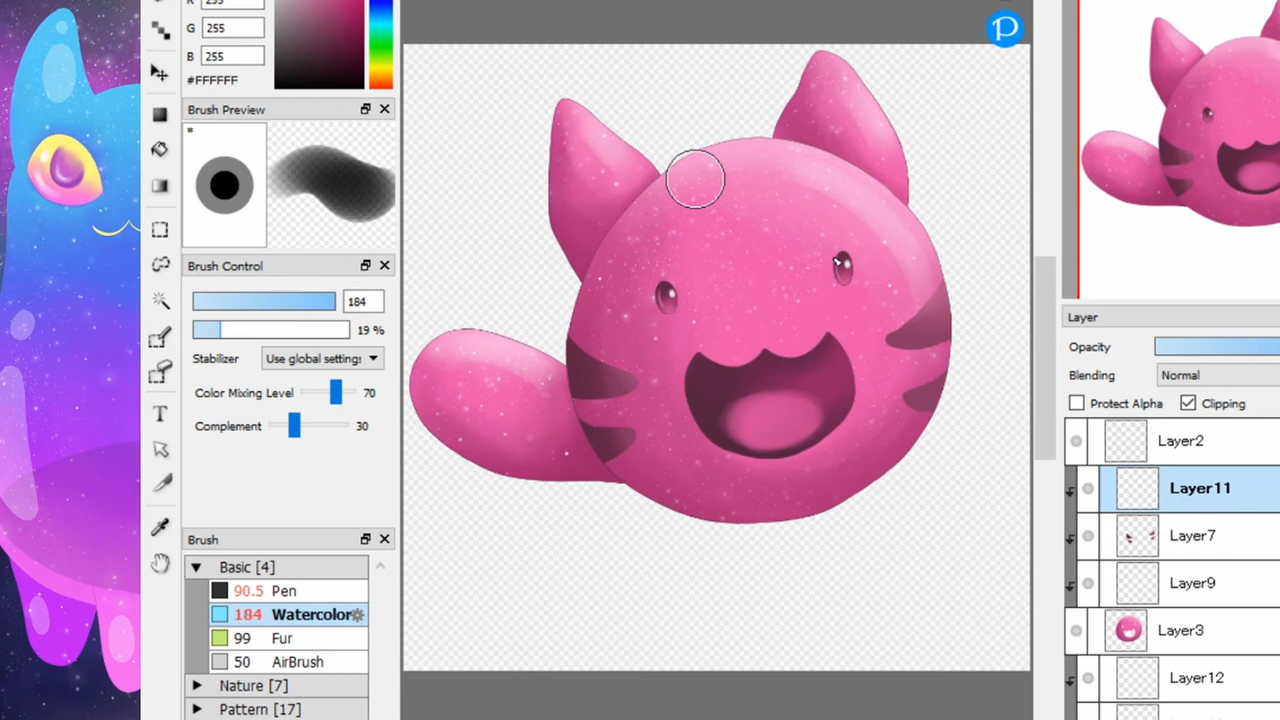 R 255
G 255
B 255
#FFFFFF
Brush Preview
*
Brush Control
184
19 %
Stabilizer Use global setting:
Color Mixing Level 70
Complement 30
Brush
Basic [4]
90.5 Pen
184 Watercolor
99 Fur
50 AirBrush
Nature [7]
Pattern [17]
T
P
Layer
Opacity
Blending Normal
Protect Alpha Clipping
Layer2
Layer11
Layer7
Layer9
Layer3
Layer12